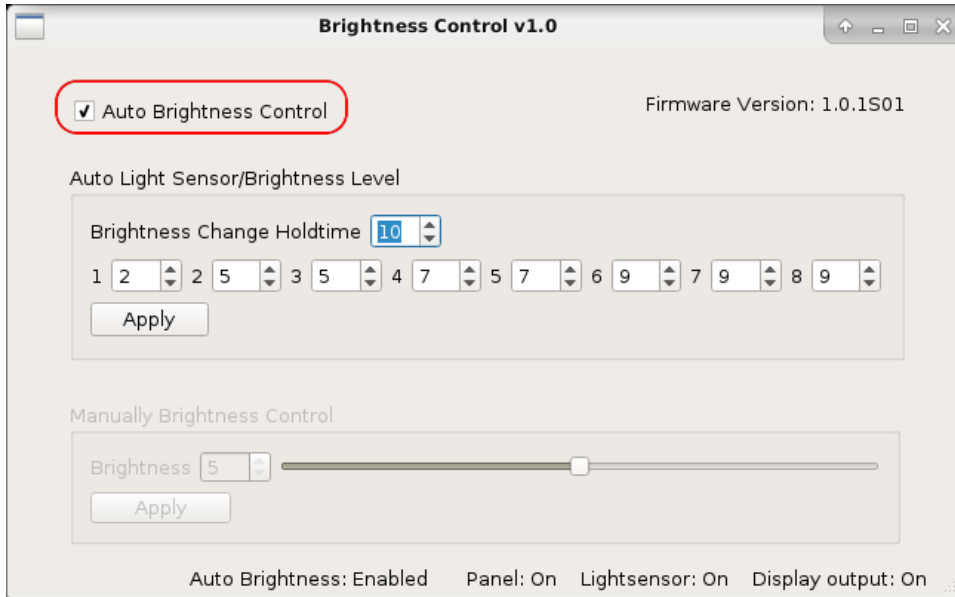 Brightness Control v1.0
Auto Brightness Control
Firmware Version: 1.0.1S01
Auto Light Sensor/Brightness Level
Brightness Change Holdtime 10
1 2 2 5 3 5 4 7 5 7 6 9 7 9 8 9
Apply
Manually Brightness Control
Brightness 5
Apply
Auto Brightness: Enabled Panel: On Lightsensor: On Display output: On